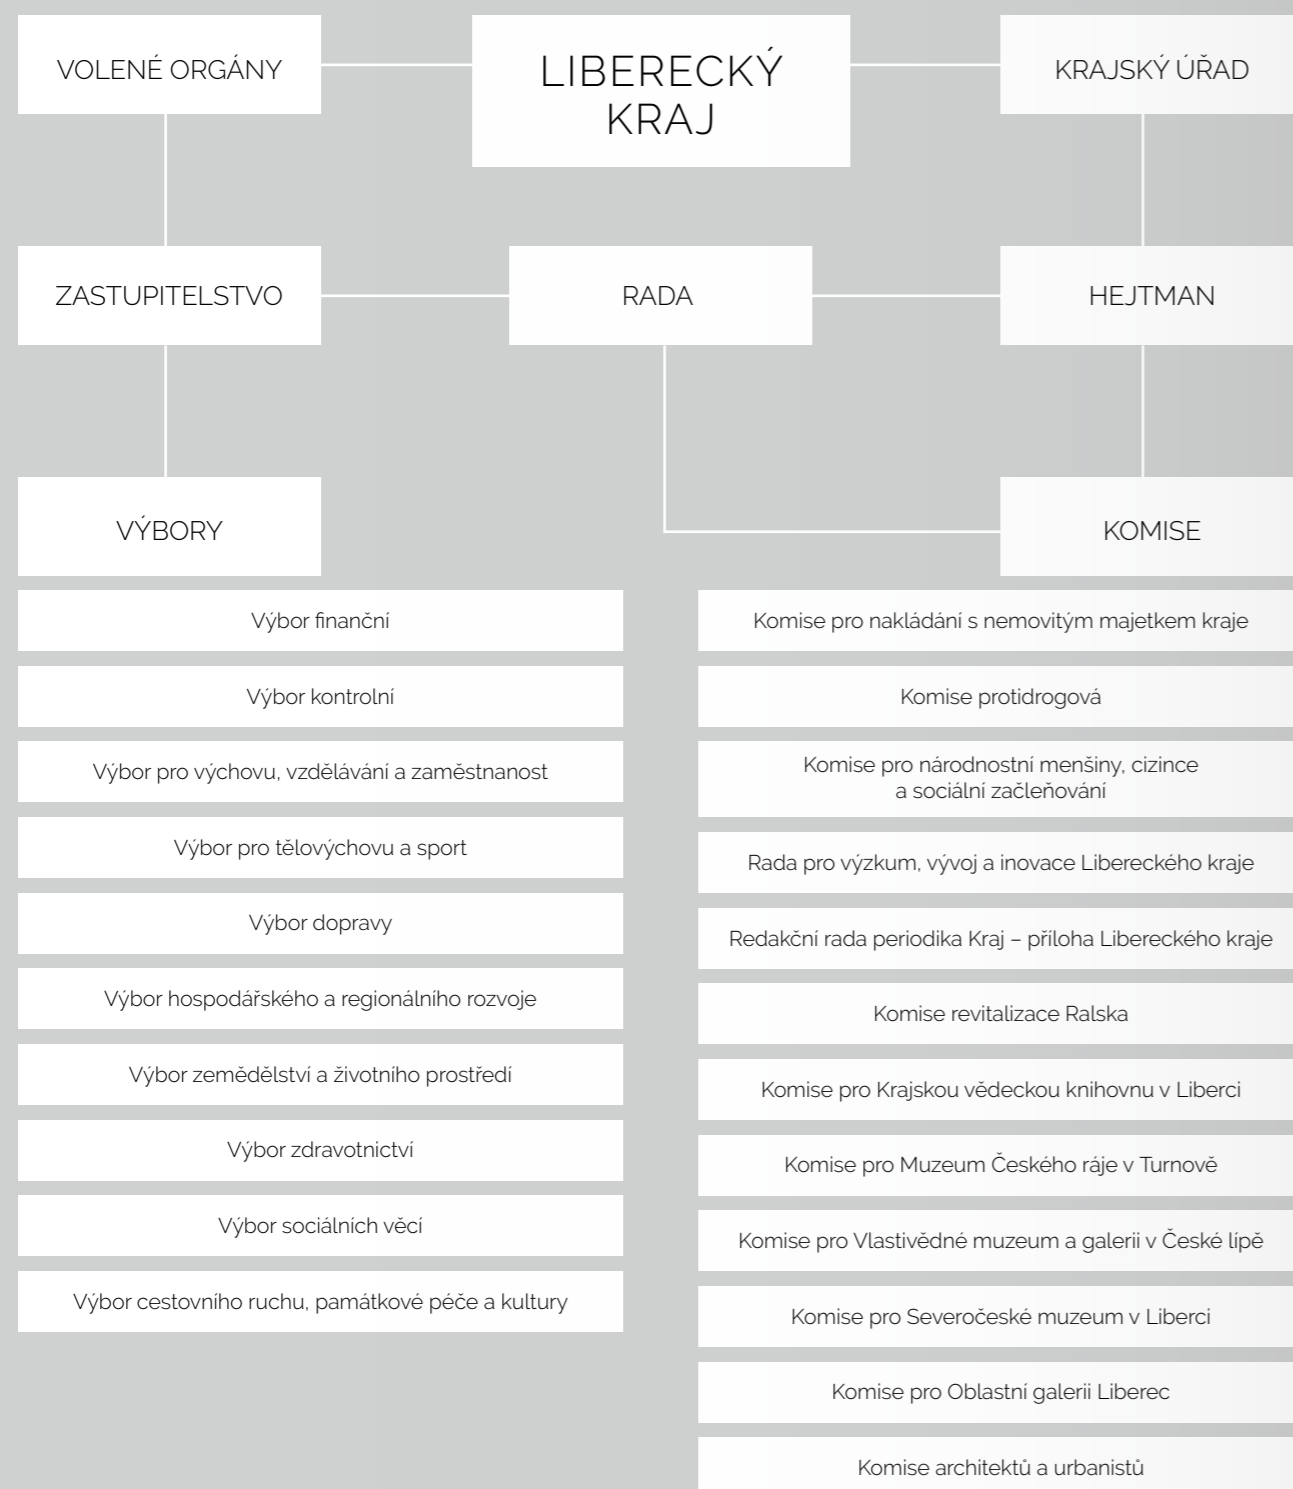 VOLENÉ ORGÁNY
LIBERECKÝ
KRAJ
KRAJSKÝ ÚŘAD
ZASTUPITELSTVO
RADA
HEJTMAN
VÝBORY
KOMISE
Výbor finanční
Výbor kontrolní
Výbor pro výchovu, vzdělávání a zaměstnanost
Výbor pro tělovýchovu a sport
Výbor dopravy
Výbor hospodářského a regionálního rozvoje
Výbor zemědělství a životního prostředí
Výbor zdravotnictví
Výbor sociálních věcí
Výbor cestovního ruchu, památkové péče a kultury
Komise pro nakládání s nemovitým majetkem kraje
Komise protidrogová
Komise pro národnostní menšiny, cizince
a sociální začleňování
Rada pro výzkum, vývoj a inovace Libereckého kraje
Redakční rada periodika Kraj – příloha Libereckého kraje
Komise revitalizace Ralska
Komise pro Krajskou vědeckou knihovnu v Liberci
Komise pro Muzeum Českého ráje v Turnově
Komise pro Vlastivědné muzeum a galerii v České lípě
Komise pro Severočeské muzeum v Liberci
Komise pro Oblastní galerii Liberec
Komise architektů a urbanistů